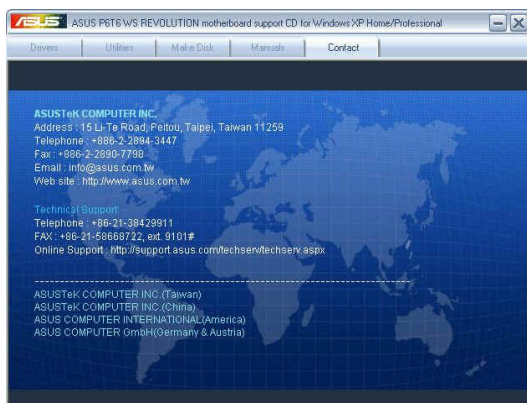 ASUS ASUS P6T6 WS REVOLUTION motherboard support CD for Windows XP Home/Professional
Drivers Utilities Make Disk Manuals Contact
ASUSTeK COMPUTER INC.
Address : 15 Li-Te Road, Peitou, Taipei, Taiwan 11259
Telephone : +886-2-2894-3447
Fax : +886-2-2890-7798
Email : info@asus.com.tw
Web site : http://www.asus.com.tw
Technical Support:
Telephone : +86-21-38429911
FAX : +86-21-58668722, ext. 9101#
Online Support : http://support.asus.com/techserv/techserv.aspx
ASUSTeK COMPUTER INC.(Taiwan)
ASUSTeK COMPUTER INC.(China)
ASUS COMPUTER INTERNATIONAL(America)
ASUS COMPUTER GmbH(Germany & Austria)